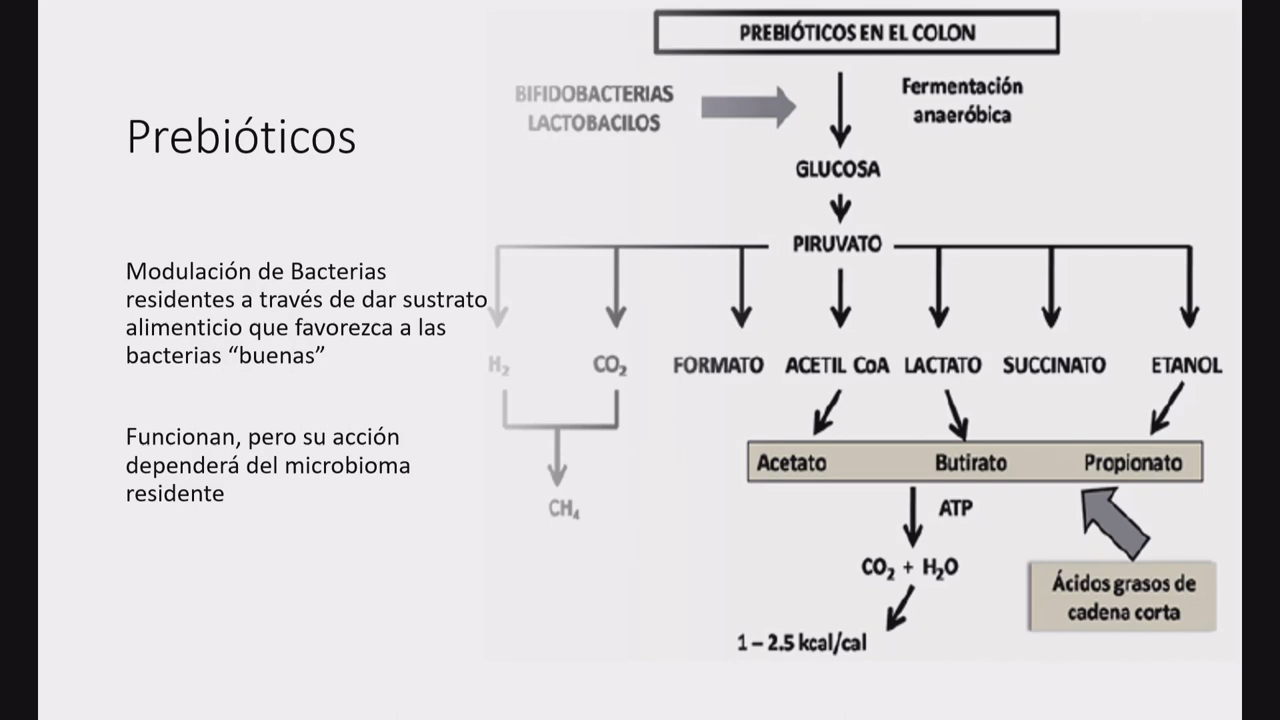 Prebióticos
Modulación de Bacterias
residentes a través de dar sustrato
alimenticio que favorezca a las
bacterias “buenas”
Funcionan, pero su acción
dependerá del microbioma
residente
PREBIÓTICOS EN EL COLON
BIFIDOBACTERIAS
LACTOBACILOS
Fermentación
anaeróbica
GLUCOSA
PIRUVATO
H₂ CO₂ FORMATO ACETIL CoA LACTATO SUCCINATO ETANOL
Acetato Butirato Propionato
CH₄
ATP
CO₂ + H₂O
Ácidos grasos de
cadena corta
1 – 2.5 kcal/cal